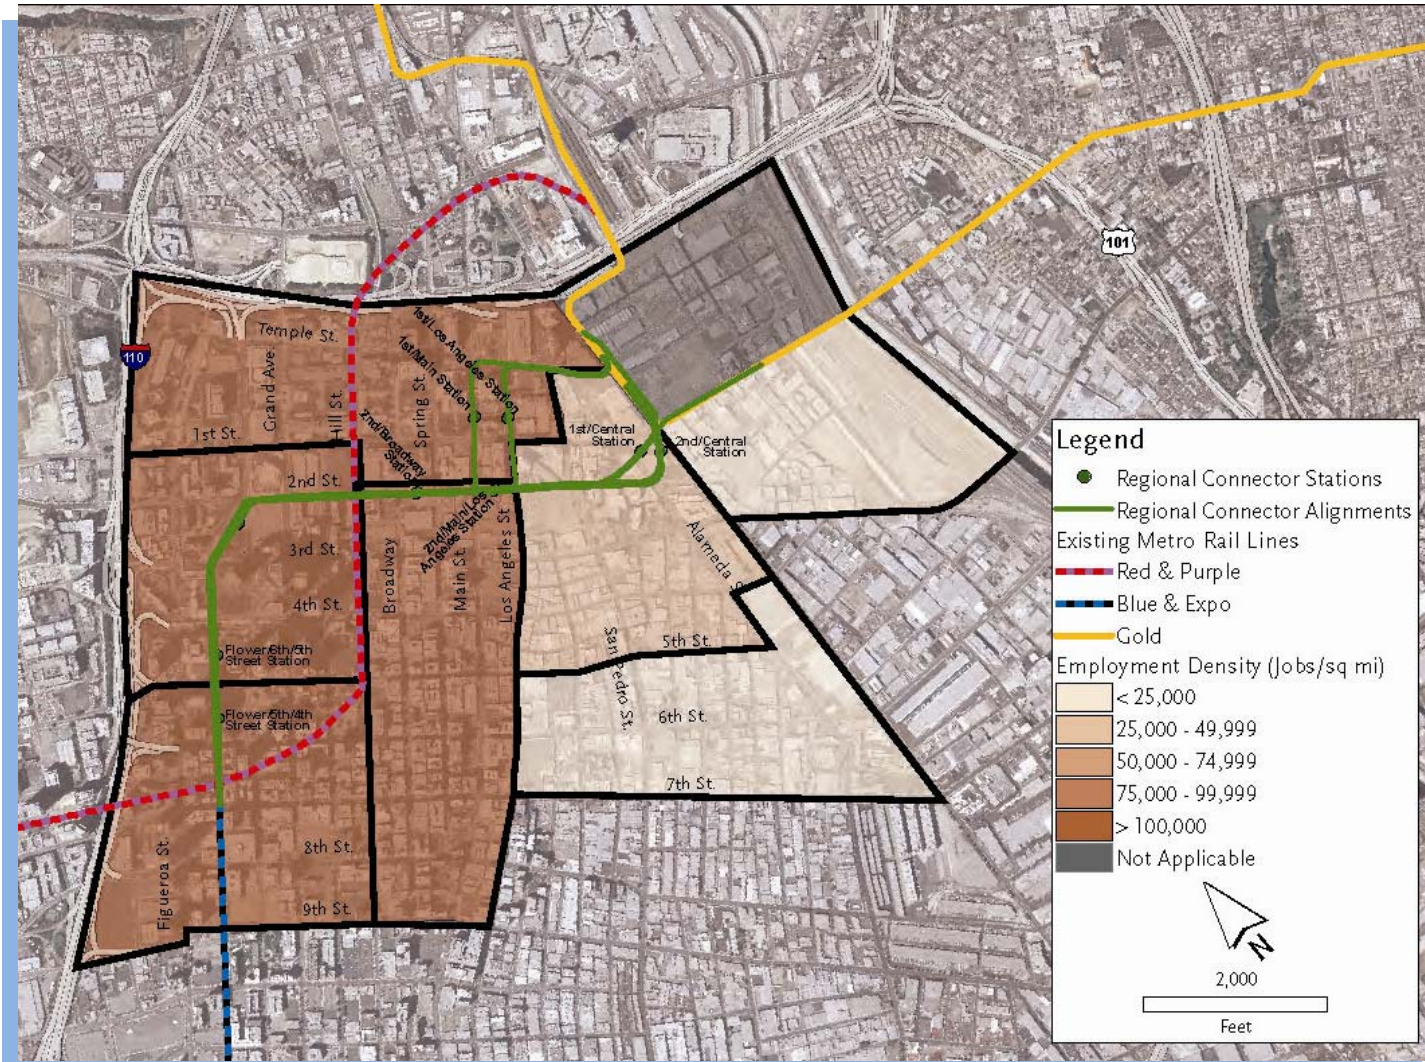 101
110
Temple St.
Grand Ave.
Hill St.
Spring St.
1st/Los Angeles Station
1st/Main Station
1st St.
2nd/Broadway
Station
1st/Central
Station
2nd/Central
Station
2nd St.
2nd/Main/Los
Angeles Station
3rd St.
4th St.
Broadway
Main St.
Los Angeles St.
Alameda S
Flower/6th/5th
Street Station
5th St.
San Pedro St.
Flower/5th/4th
Street Station
6th St.
7th St.
8th St.
Figueroa St.
9th St.
Legend
Regional Connector Stations
Regional Connector Alignments
Existing Metro Rail Lines
Red & Purple
Blue & Expo
Gold
Employment Density (Jobs/sq mi)
< 25,000
25,000 - 49,999
50,000 - 74,999
75,000 - 99,999
> 100,000
Not Applicable
N
2,000
Feet